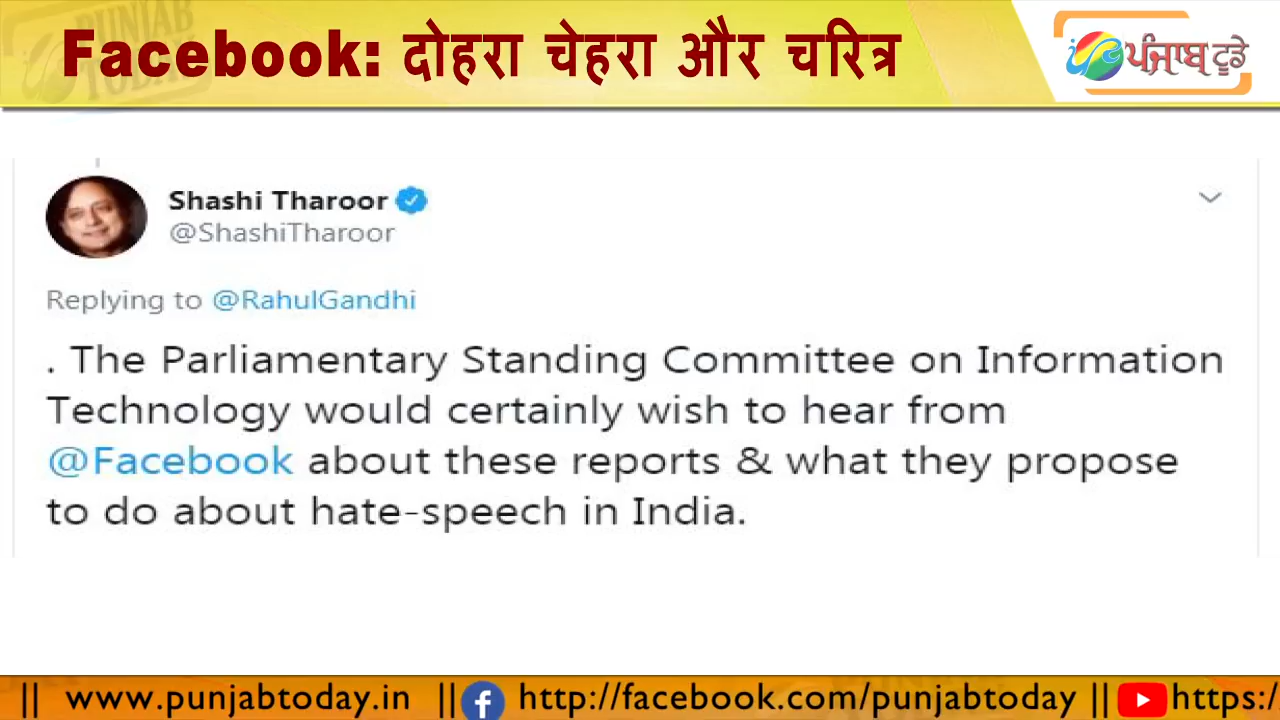 Facebook: दोहरा चेहरा और चरित्र
ਪੰਜਾਬ ਟੂਡੇ
Shashi Tharoor
@ShashiTharoor
Replying to @RahulGandhi
. The Parliamentary Standing Committee on Information
Technology would certainly wish to hear from
@Facebook about these reports & what they propose
to do about hate-speech in India.
|| www.punjabtoday.in || http://facebook.com/punjabtoday || https:/